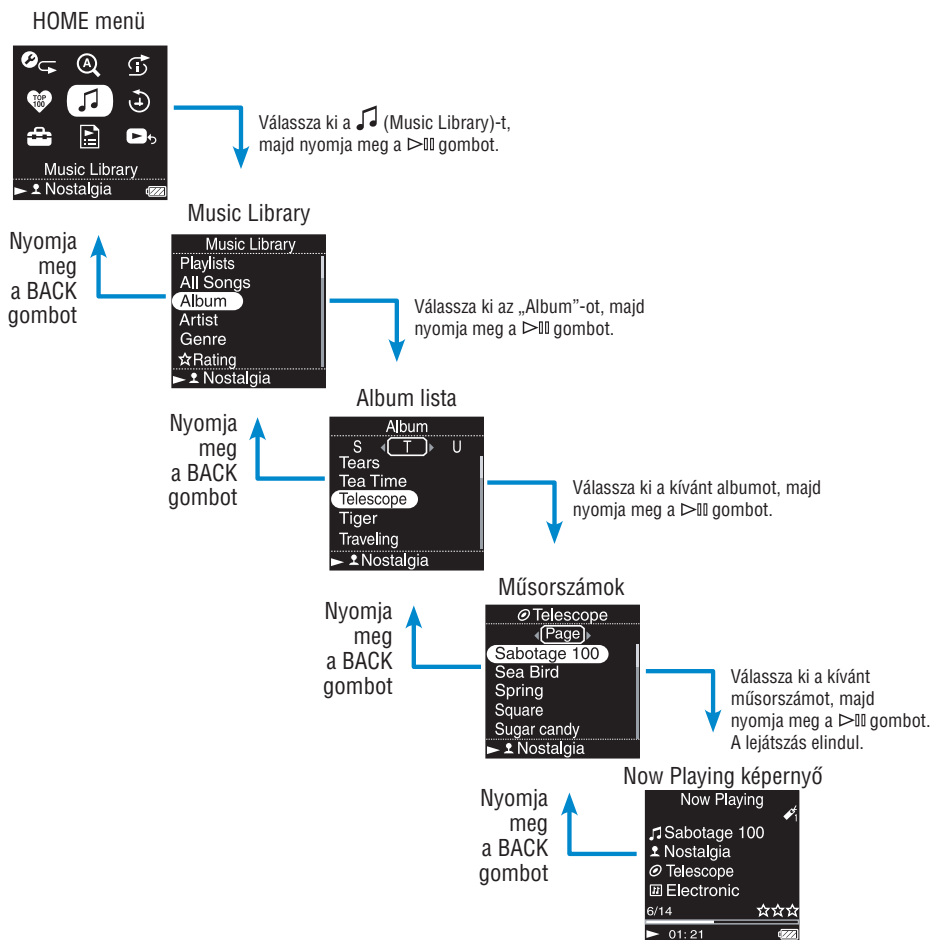 HOME menü
A
i
TOP
100
Music Library
Nostalgia
Válassza ki a (Music Library)-t,
majd nyomja meg a gombot.
Nyomja
meg
a BACK
gombot
Music Library
Music Library
Playlists
All Songs
Album
Artist
Genre
Rating
Nostalgia
Válassza ki az „Album”-ot, majd
nyomja meg a gombot.
Nyomja
meg
a BACK
gombot
Album lista
Album
S T U
Tears
Tea Time
Telescope
Tiger
Traveling
Nostalgia
Válassza ki a kívánt albumot, majd
nyomja meg a gombot.
Nyomja
meg
a BACK
gombot
Műsorszámok
Telescope
Page
Sabotage 100
Sea Bird
Spring
Square
Sugar candy
Nostalgia
Válassza ki a kívánt
műsorszámot, majd
nyomja meg a gombot.
A lejátszás elindul.
Nyomja
meg
a BACK
gombot
Now Playing képernyő
Now Playing
1
Sabotage 100
Nostalgia
Telescope
Electronic
6/14
01:21